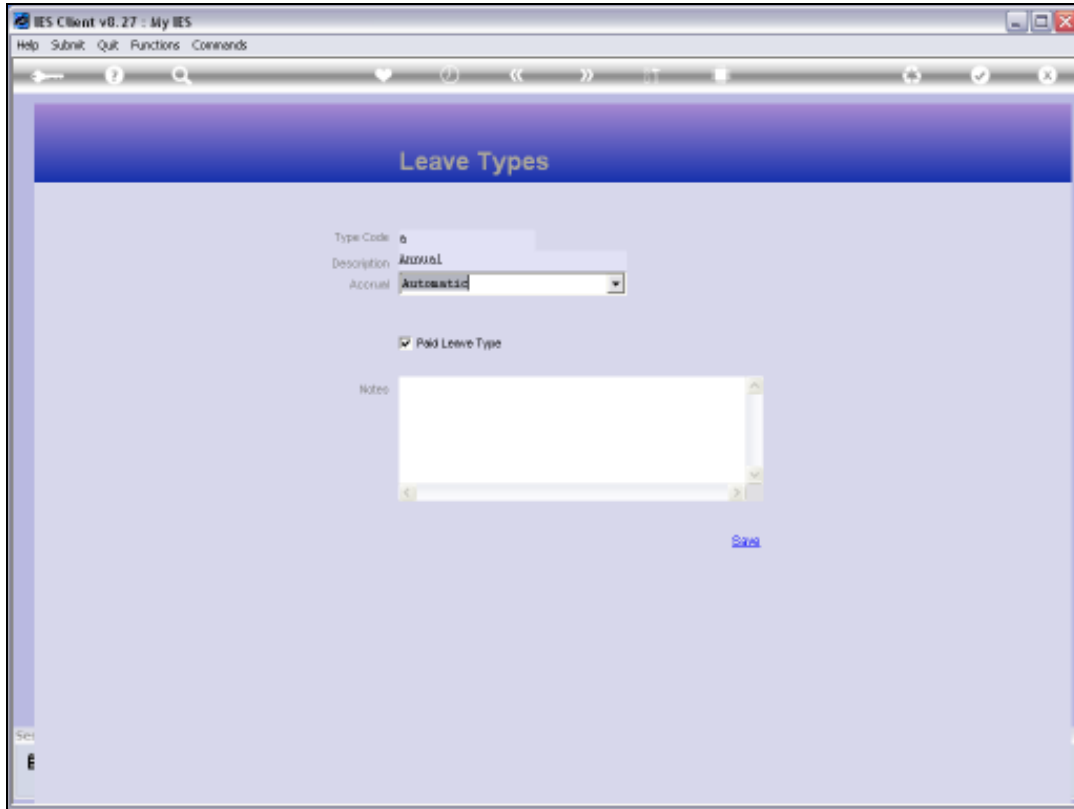 IES Client v8.27 : My IES
Help Submit Quit Functions Commands
Leave Types
Type Code
Description Annual
Accrual Automatic
Paid Leave Type
Notes
Save